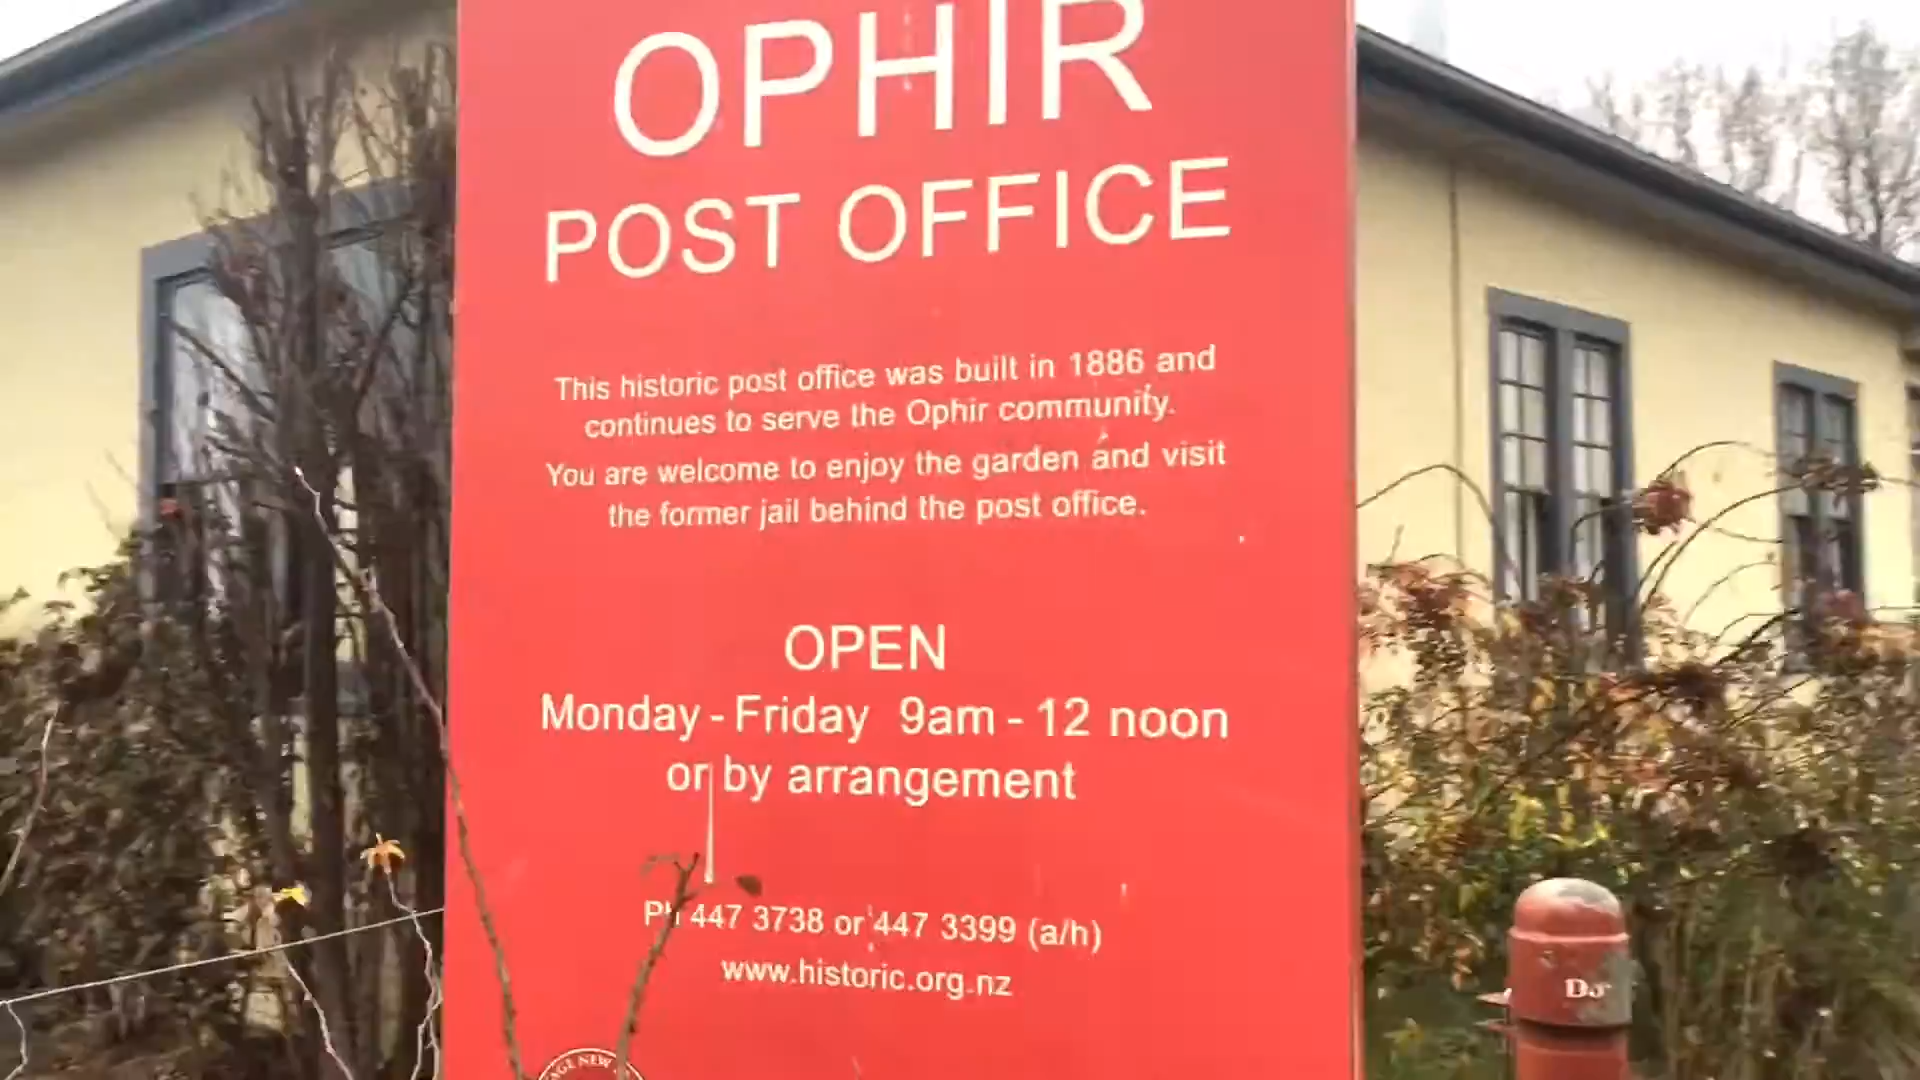 OPHIR
POST OFFICE
This historic post office was built in 1886 and
continues to serve the Ophir community.
You are welcome to enjoy the garden and visit
the former jail behind the post office.
OPEN
Monday - Friday 9am - 12 noon
or by arrangement
Ph 447 3738 or 447 3399 (a/h)
www.historic.org.nz
NEW